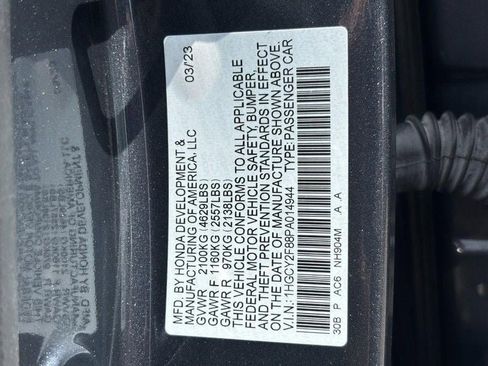 MFD. BY HONDA DEVELOPMENT &
MANUFACTURING OF AMERICA, LLC 03/23
GVWR 2100KG (4629LBS)
GAWR F 1160KG (2557LBS)
GAWR R 970KG (2138LBS)
THIS VEHICLE CONFORMS TO ALL APPLICABLE
FEDERAL MOTOR VEHICLE SAFETY, BUMPER,
AND THEFT PREVENTION STANDARDS IN EFFECT
ON THE DATE OF MANUFACTURE SHOWN ABOVE.
V.I.N.: 1HGCY2F88PA014944 TYPE:PASSENGER CAR
30B P AC6 NH904M .A .A